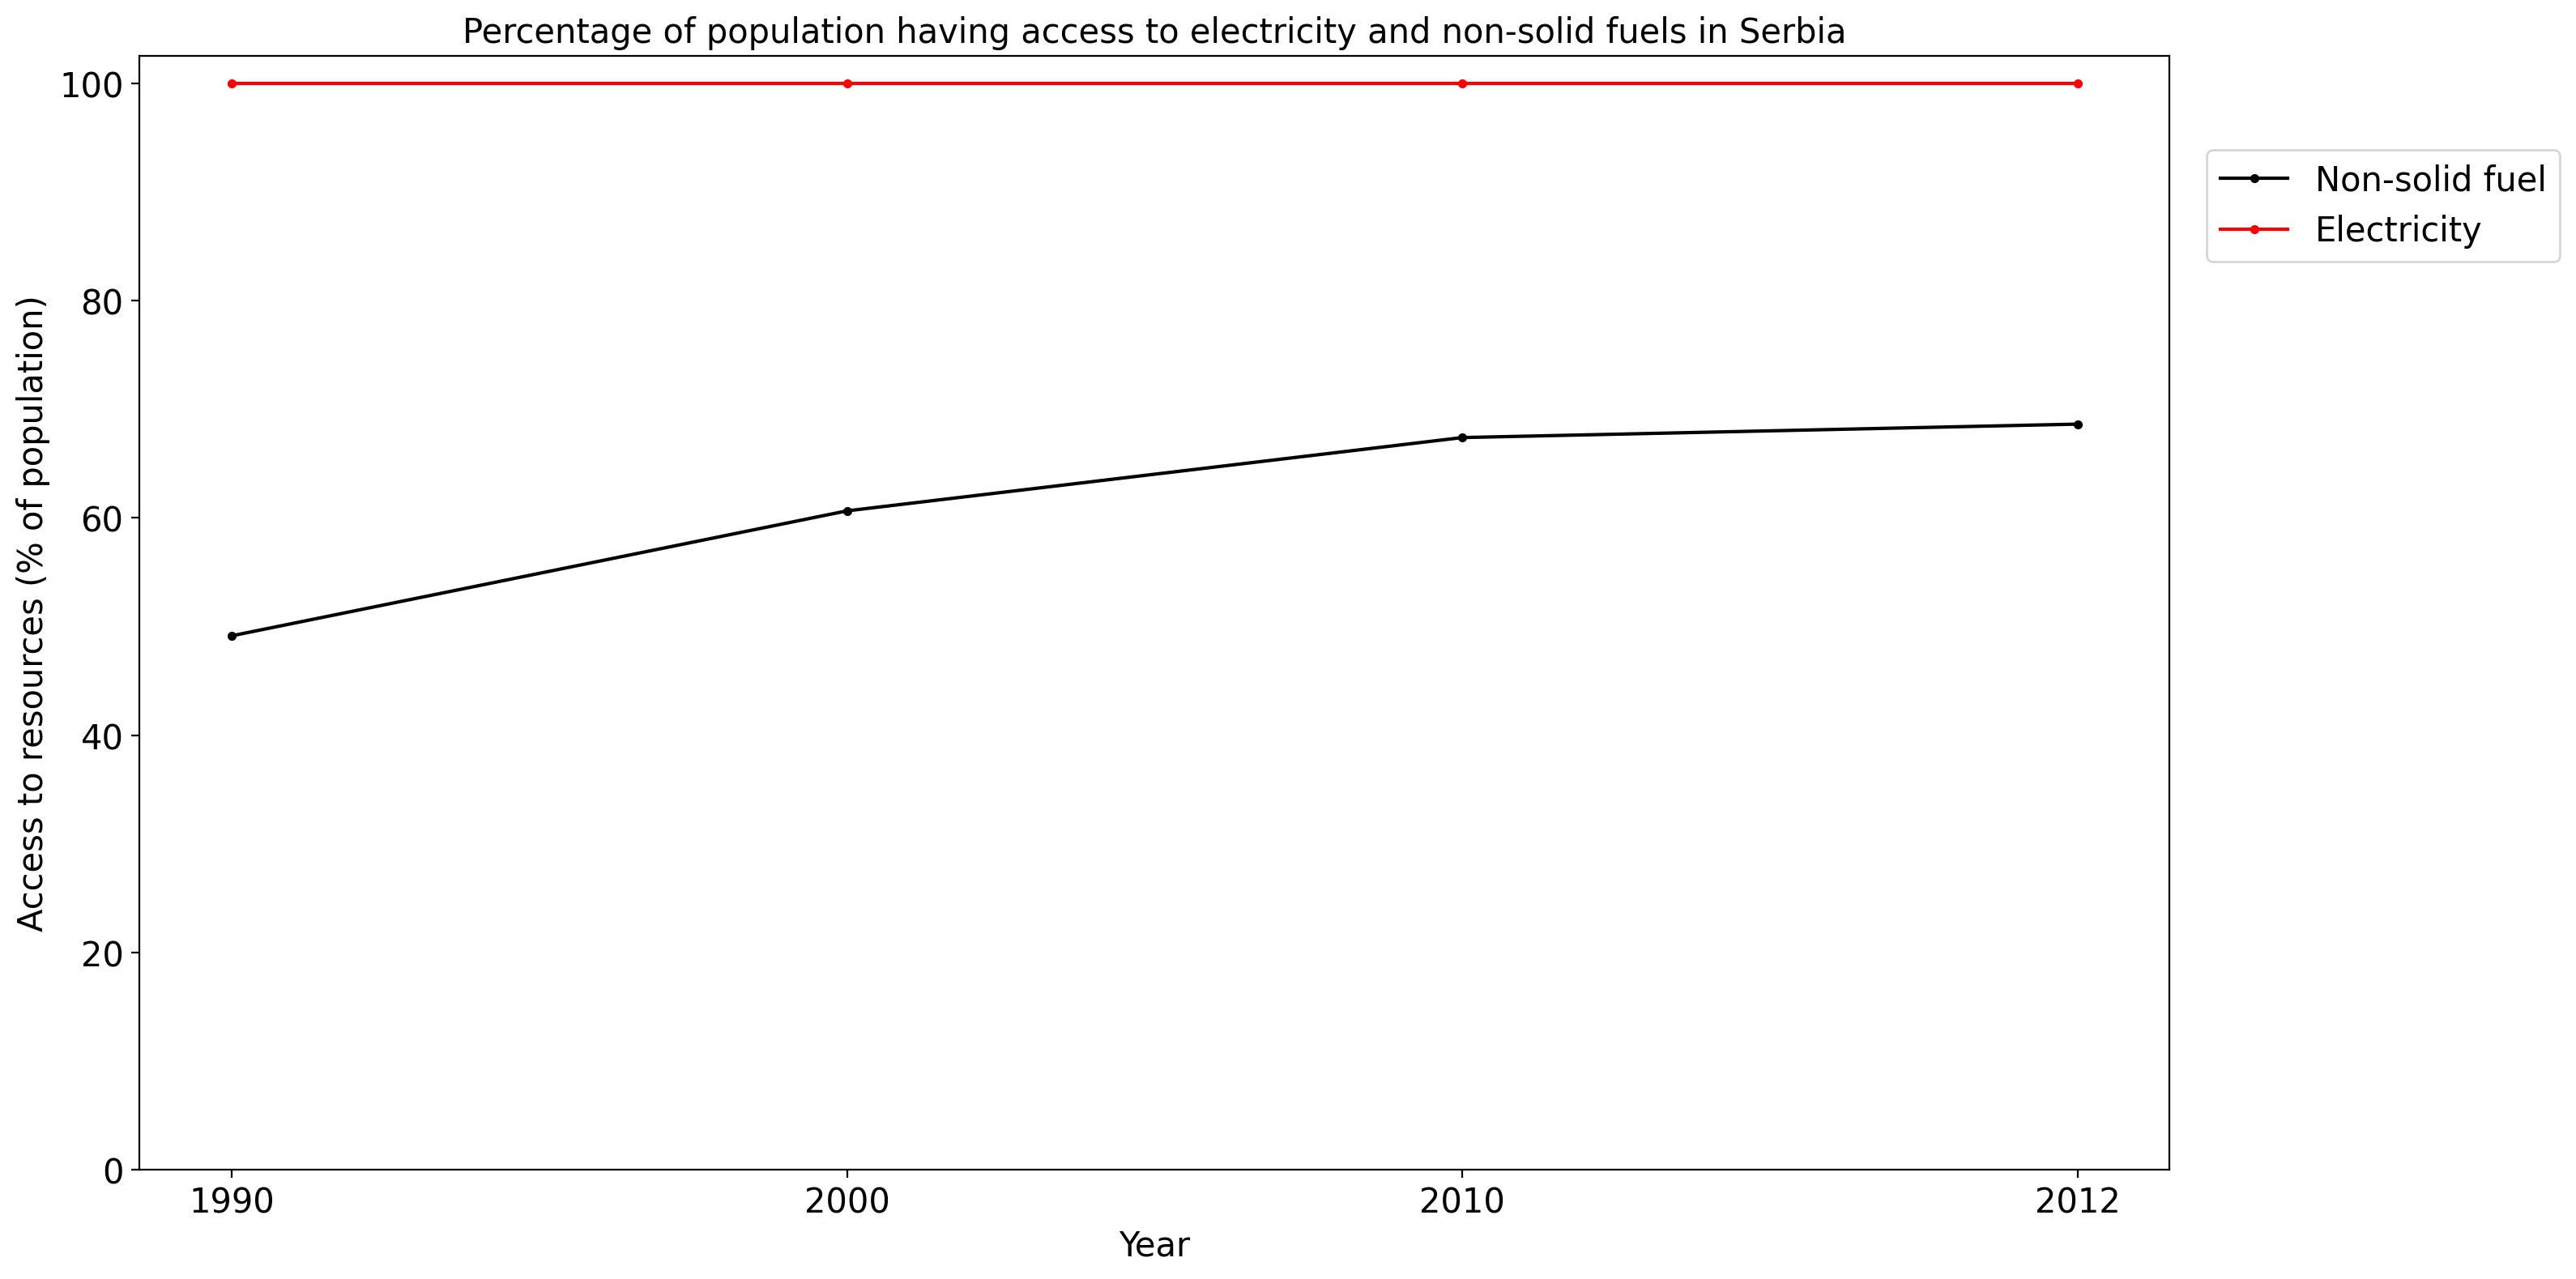 Percentage of population having access to electricity and non-solid fuels in Serbia
Access to resources (% of population)
100
80
60
40
20
0
1990 2000 2010 2012
Year
Non-solid fuel
Electricity